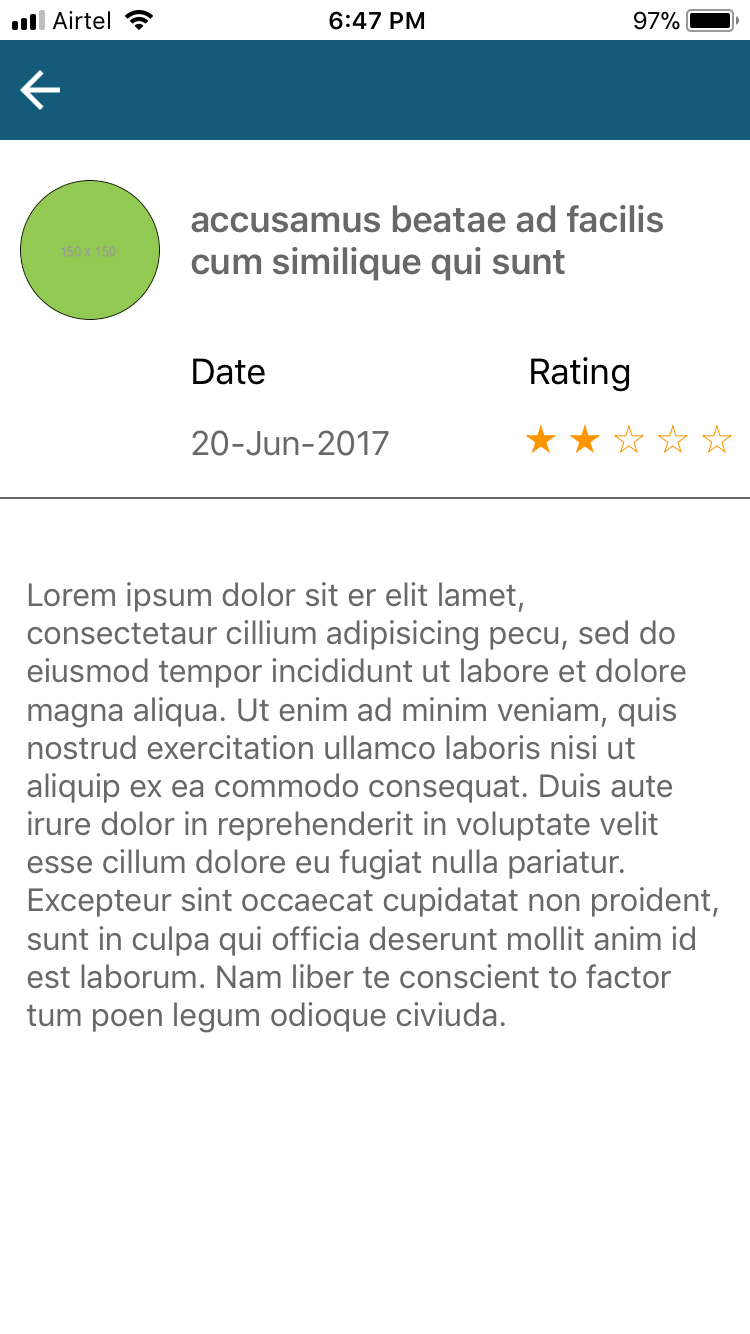 Airtel 6:47 PM 97%
150 x 150
accusamus beatae ad facilis
cum similique qui sunt
Date Rating
20-Jun-2017 ★ ★ ☆ ☆ ☆
Lorem ipsum dolor sit er elit lamet,
consectetaur cillium adipisicing pecu, sed do
eiusmod tempor incididunt ut labore et dolore
magna aliqua. Ut enim ad minim veniam, quis
nostrud exercitation ullamco laboris nisi ut
aliquip ex ea commodo consequat. Duis aute
irure dolor in reprehenderit in voluptate velit
esse cillum dolore eu fugiat nulla pariatur.
Excepteur sint occaecat cupidatat non proident,
sunt in culpa qui officia deserunt mollit anim id
est laborum. Nam liber te conscient to factor
tum poen legum odioque civiuda.